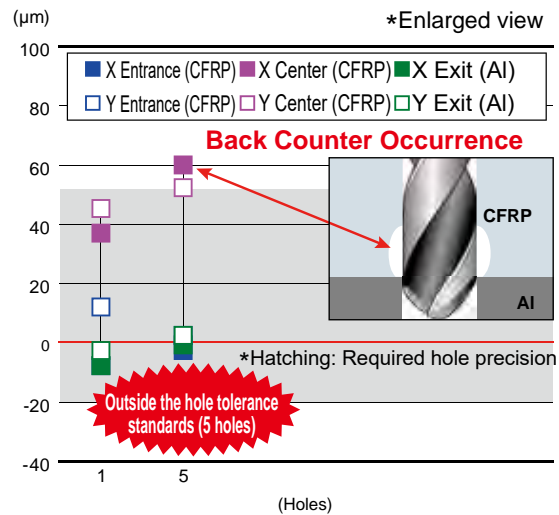 (μm)
*Enlarged view
100
X Entrance (CFRP) X Center (CFRP) X Exit (Al)
Y Entrance (CFRP) Y Center (CFRP) Y Exit (Al)
80
Back Counter Occurrence
60
CFRP
40
20
Al
0
*Hatching: Required hole precision
Outside the hole tolerance
standards (5 holes)
-20
-40
1 5
(Holes)